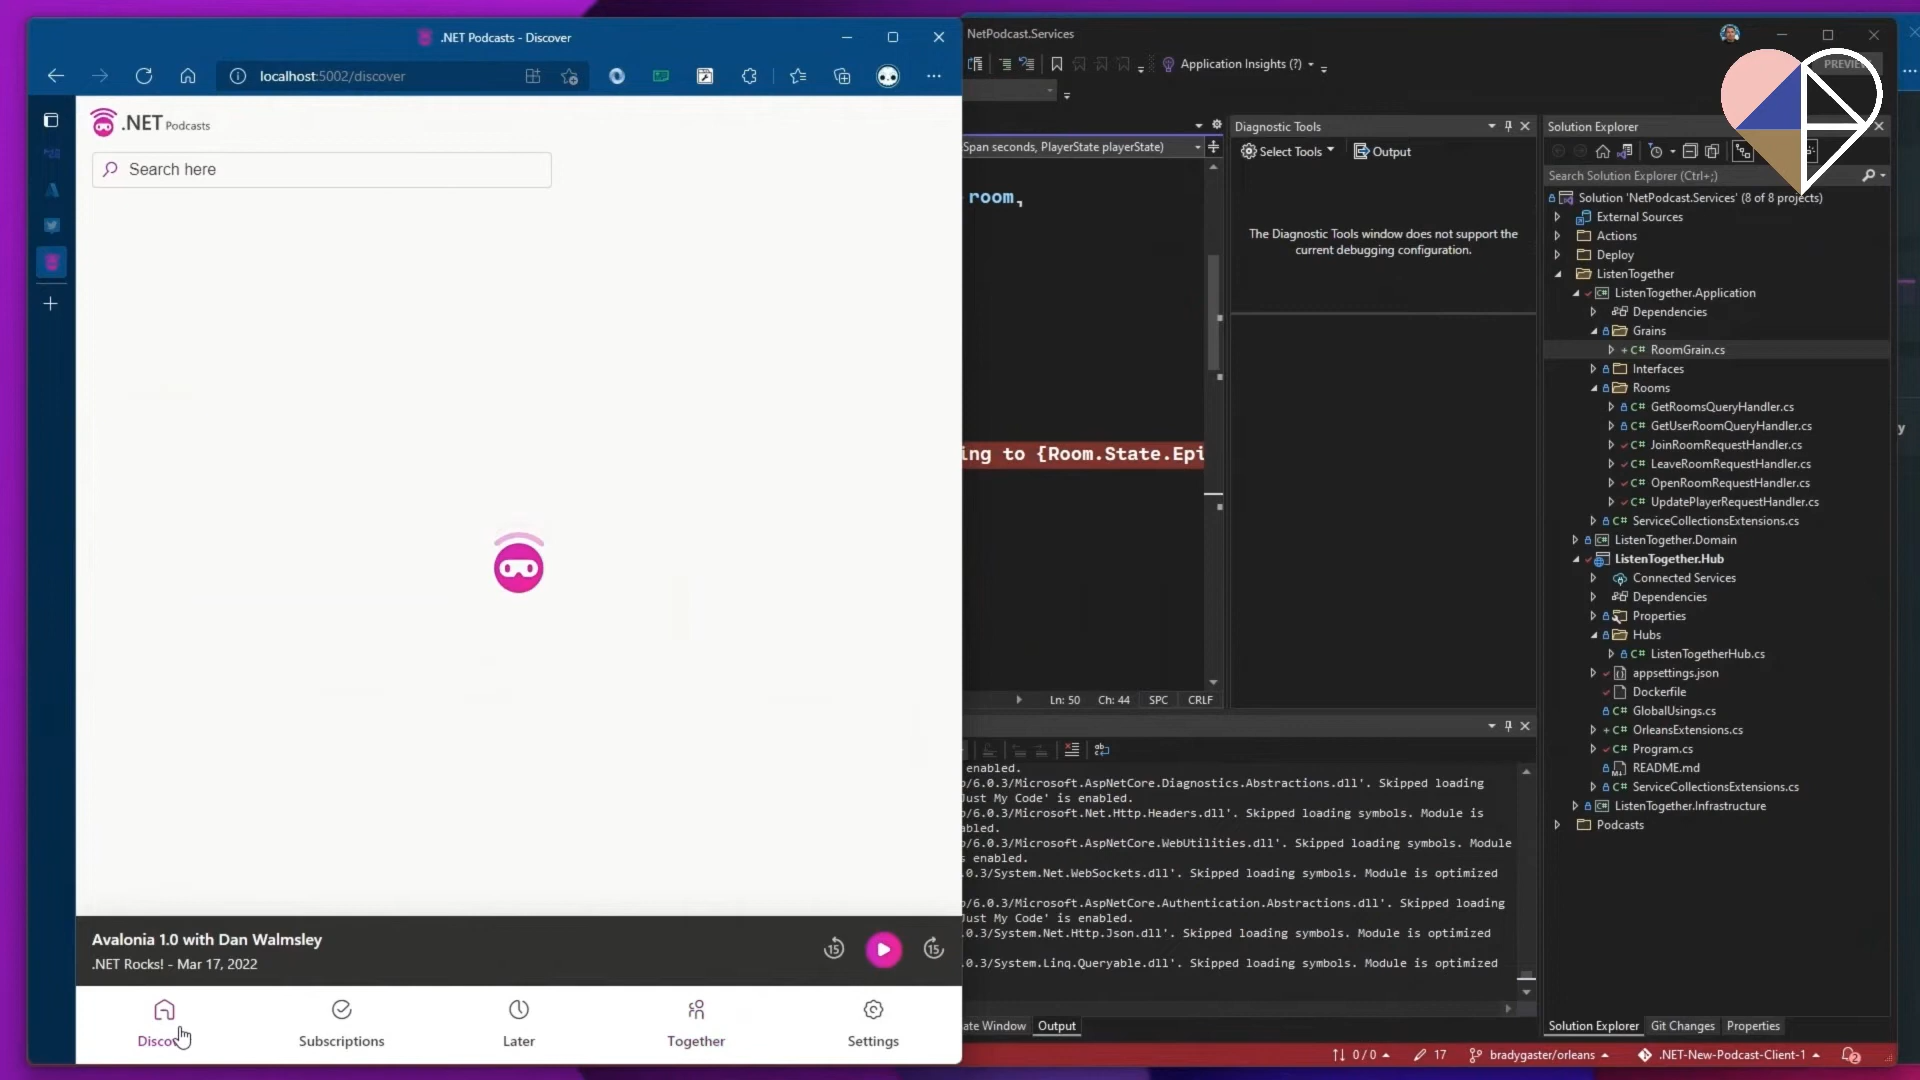 .NET Podcasts - Discover
localhost:5002/discover
.NET Podcasts
Search here
Avalonia 1.0 with Dan Walmsley
.NET Rocks! - Mar 17, 2022
15
15
Discov
Subscriptions
Later
Together
Settings
NetPodcast.Services
Application Insights (?)
PREVIEW
Span seconds, PlayerState playerState)
room,
ing to {Room.State.Epi
Ln: 50
Ch: 44
SPC
CRLF
Diagnostic Tools
Select Tools
Output
The Diagnostic Tools window does not support the
current debugging configuration.
enabled.
/6.0.3/Microsoft.AspNetCore.Diagnostics.Abstractions.dll'. Skipped loading
Just My Code' is enabled.
/6.0.3/Microsoft.Net.Http.Headers.dll'. Skipped loading symbols. Module is
abled.
/6.0.3/Microsoft.AspNetCore.WebUtilities.dll'. Skipped loading symbols. Module
s enabled.
.0.3/System.Net.WebSockets.dll'. Skipped loading symbols. Module is optimized
/6.0.3/Microsoft.AspNetCore.Authentication.Abstractions.dll'. Skipped loading
Just My Code' is enabled.
.0.3/System.Net.Http.Json.dll'. Skipped loading symbols. Module is optimized
.0.3/System.Linq.Queryable.dll'. Skipped loading symbols. Module is optimized
ate Window
Output
Solution Explorer
Search Solution Explorer (Ctrl+;)
Solution 'NetPodcast.Services' (8 of 8 projects)
External Sources
Actions
Deploy
ListenTogether
ListenTogether.Application
Dependencies
Grains
C# RoomGrain.cs
Interfaces
Rooms
C# GetRoomsQueryHandler.cs
C# GetUserRoomQueryHandler.cs
C# JoinRoomRequestHandler.cs
C# LeaveRoomRequestHandler.cs
C# OpenRoomRequestHandler.cs
C# UpdatePlayerRequestHandler.cs
C# ServiceCollectionsExtensions.cs
ListenTogether.Domain
ListenTogether.Hub
Connected Services
Dependencies
Properties
Hubs
C# ListenTogetherHub.cs
appsettings.json
Dockerfile
C# GlobalUsings.cs
C# OrleansExtensions.cs
C# Program.cs
README.md
C# ServiceCollectionsExtensions.cs
ListenTogether.Infrastructure
Podcasts
Solution Explorer
Git Changes
Properties
0 / 0
17
bradygaster/orleans
.NET-New-Podcast-Client-1
2